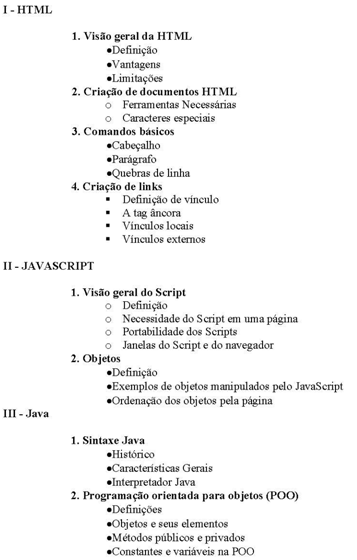 I - HTML
1. Visão geral da HTML
●Definição
●Vantagens
●Limitações
2. Criação de documentos HTML
○ Ferramentas Necessárias
○ Caracteres especiais
3. Comandos básicos
●Cabeçalho
●Parágrafo
●Quebras de linha
4. Criação de links
▪ Definição de vínculo
▪ A tag âncora
▪ Vínculos locais
▪ Vínculos externos
II - JAVASCRIPT
1. Visão geral do Script
○ Definição
○ Necessidade do Script em uma página
○ Portabilidade dos Scripts
○ Janelas do Script e do navegador
2. Objetos
●Definição
●Exemplos de objetos manipulados pelo JavaScript
●Ordenação dos objetos pela página
III - Java
1. Sintaxe Java
●Histórico
●Características Gerais
●Interpretador Java
2. Programação orientada para objetos (POO)
●Definições
●Objetos e seus elementos
●Métodos públicos e privados
●Constantes e variáveis na POO